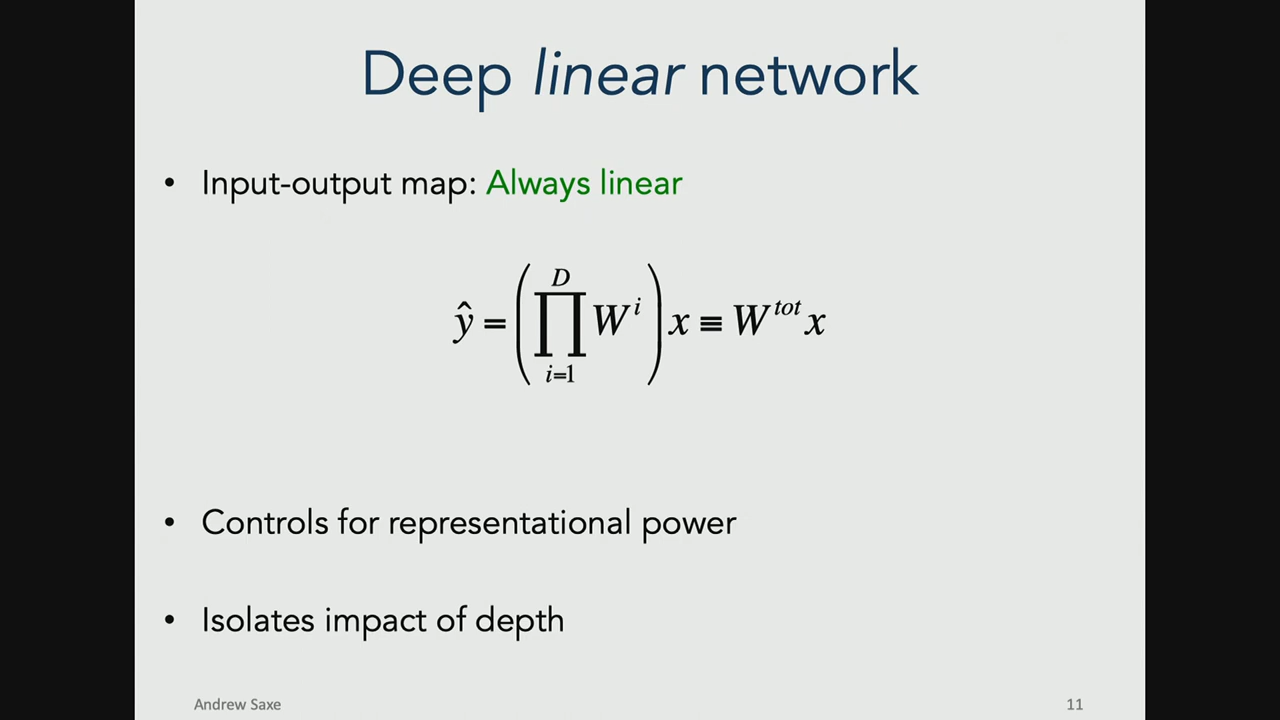 Deep linear network
• Input-output map: Always linear
ŷ = (∏_{i=1}^{D} W^i) x ≡ W^{tot} x
• Controls for representational power
• Isolates impact of depth
Andrew Saxe
11